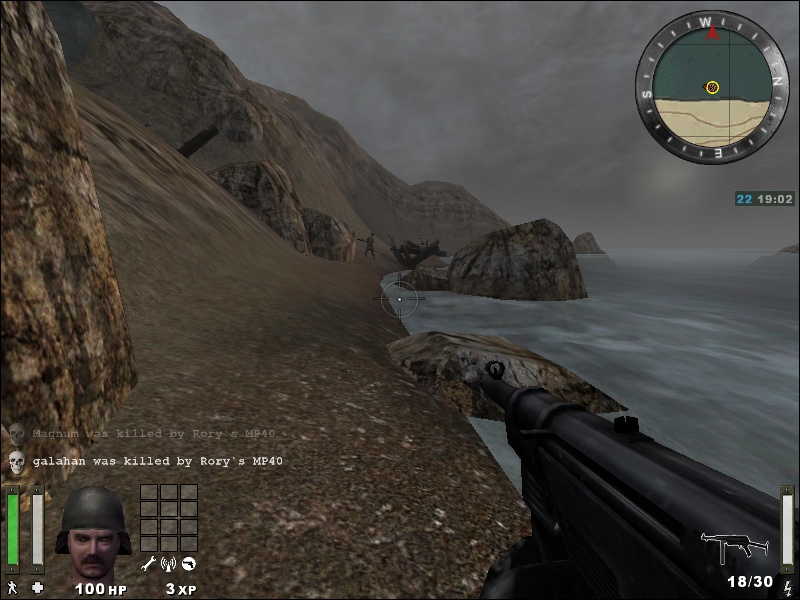 W
N
S
E
22 19:02
Magnum was killed by Rory's MP40
galahan was killed by Rory's MP40
100 HP
3 XP
18/30